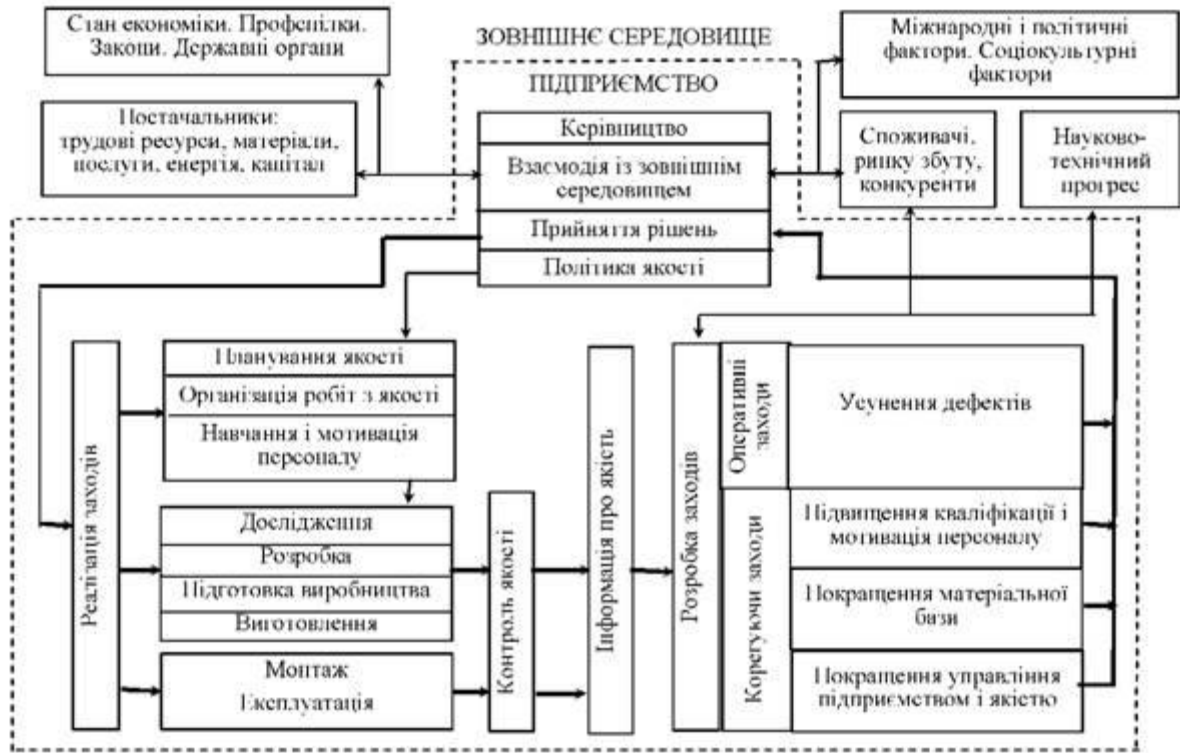 Стан економіки. Профспілки.
Закони. Державні органи
ЗОВНІШНЄ СЕРЕДОВИЩЕ
Міжнародні і політичні
фактори. Соціокультурні
фактори
ПІДПРИЄМСТВО
Постачальники:
трудові ресурси, матеріали,
послуги, енергія, капітал
Керівництво
Взаємодія із зовнішнім
середовищем
Прийняття рішень
Політика якості
Споживачі,
ринку збуту,
конкуренти
Науково-
технічний
прогрес
Реалізація заходів
Планування якості
Організація робіт з якості
Навчання і мотивація
персоналу
Дослідження
Розробка
Підготовка виробництва
Виготовлення
Монтаж
Експлуатація
Контроль якості
Інформація про якість
Розробка заходів
Оперативні
заходи
Корегуючи заходи
Усунення дефектів
Підвищення кваліфікації і
мотивація персоналу
Покращення матеріальної
бази
Покращення управління
підприємством і якістю